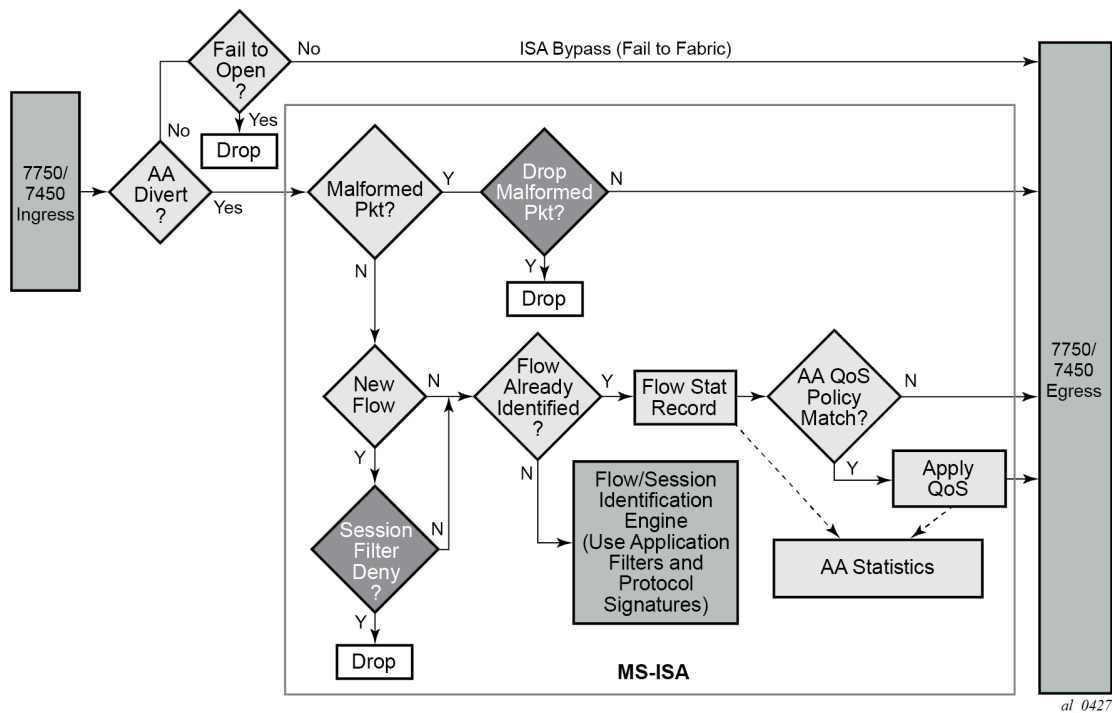 No
ISA Bypass (Fail to Fabric)
Fail to
Open
?
Yes
Drop
No
7750/
7450
Ingress
AA
Divert
?
Yes
Malformed
Pkt?
Y
Drop
Malformed
Pkt?
N
N
Y
Drop
7750/
7450
Egress
New
Flow
N
Flow
Already
Identified
?
Y
Flow Stat
Record
AA QoS
Policy
Match?
N
Y
N
Y
Apply
QoS
Session
Filter
Deny
?
N
Flow/Session
Identification
Engine
(Use Application
Filters and
Protocol
Signatures)
AA Statistics
Y
Drop
MS-ISA
al_0427